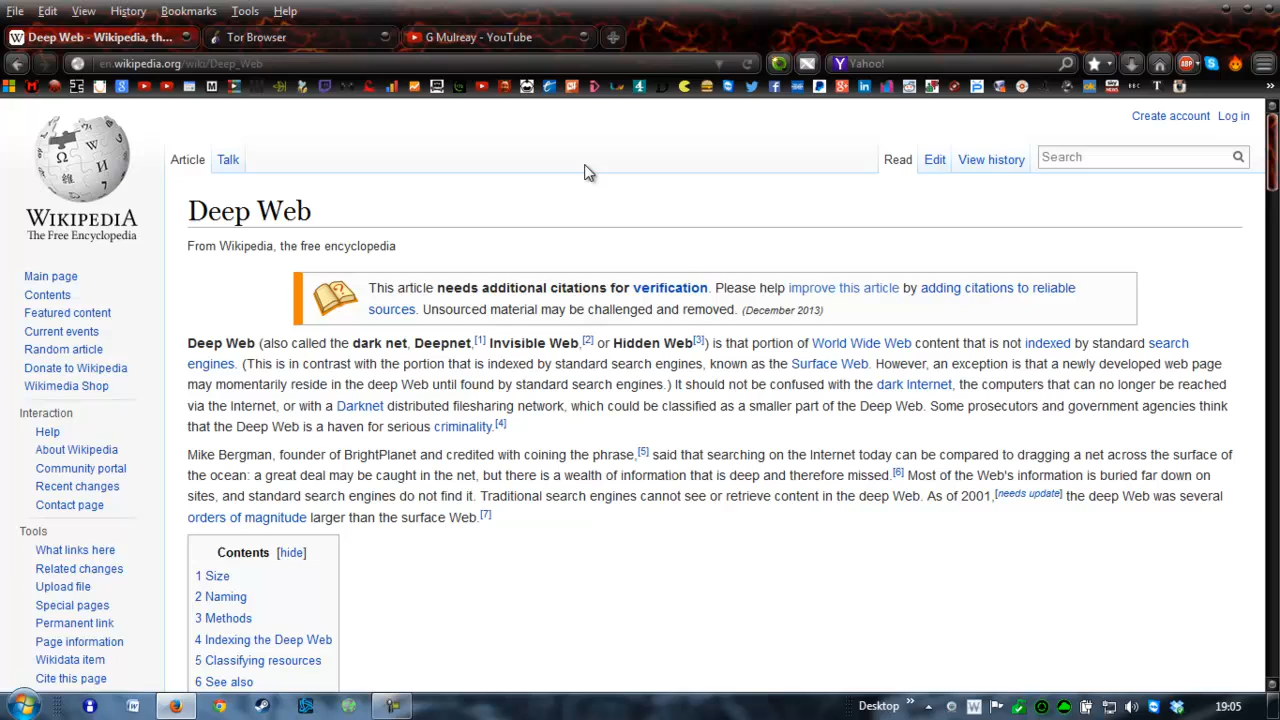 File Edit View History Bookmarks Tools Help
Deep Web - Wikipedia, th...
Tor Browser
G Mulreay - YouTube
en.wikipedia.org/wiki/Deep_Web
Yahoo!
Create account Log in
Article Talk
Read Edit View history
Search
WIKIPEDIA
The Free Encyclopedia
Main page
Contents
Featured content
Current events
Random article
Donate to Wikipedia
Wikimedia Shop
Interaction
Help
About Wikipedia
Community portal
Recent changes
Contact page
Tools
What links here
Related changes
Upload file
Special pages
Permanent link
Page information
Wikidata item
Cite this page
Deep Web
From Wikipedia, the free encyclopedia
This article needs additional citations for verification. Please help improve this article by adding citations to reliable
sources. Unsourced material may be challenged and removed. (December 2013)
Deep Web (also called the dark net, Deepnet,[1] Invisible Web,[2] or Hidden Web[3]) is that portion of World Wide Web content that is not indexed by standard search
engines. (This is in contrast with the portion that is indexed by standard search engines, known as the Surface Web. However, an exception is that a newly developed web page
may momentarily reside in the deep Web until found by standard search engines.) It should not be confused with the dark Internet, the computers that can no longer be reached
via the Internet, or with a Darknet distributed filesharing network, which could be classified as a smaller part of the Deep Web. Some prosecutors and government agencies think
that the Deep Web is a haven for serious criminality.[4]
Mike Bergman, founder of BrightPlanet and credited with coining the phrase,[5] said that searching on the Internet today can be compared to dragging a net across the surface of
the ocean: a great deal may be caught in the net, but there is a wealth of information that is deep and therefore missed.[6] Most of the Web's information is buried far down on
sites, and standard search engines do not find it. Traditional search engines cannot see or retrieve content in the deep Web. As of 2001,[needs update] the deep Web was several
orders of magnitude larger than the surface Web.[7]
Contents [hide]
1 Size
2 Naming
3 Methods
4 Indexing the Deep Web
5 Classifying resources
6 See also
Desktop
19:05